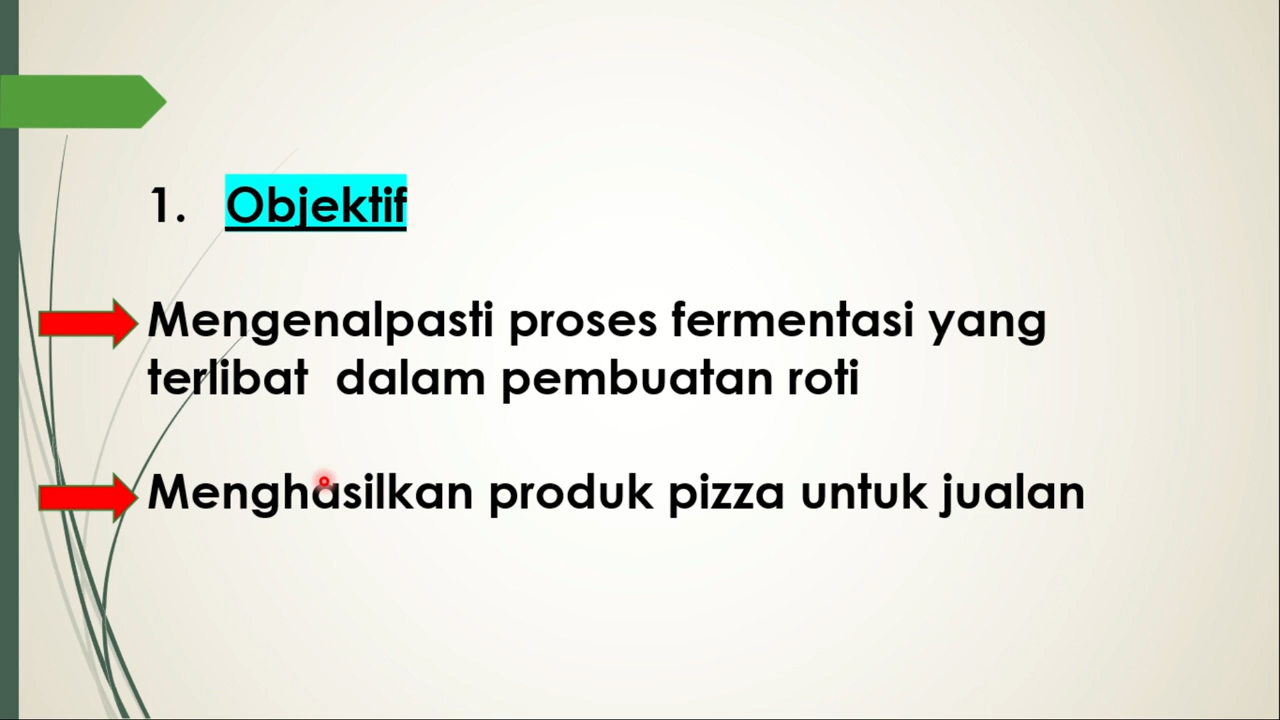 1. Objektif
Mengenalpasti proses fermentasi yang
terlibat dalam pembuatan roti
Menghasilkan produk pizza untuk jualan